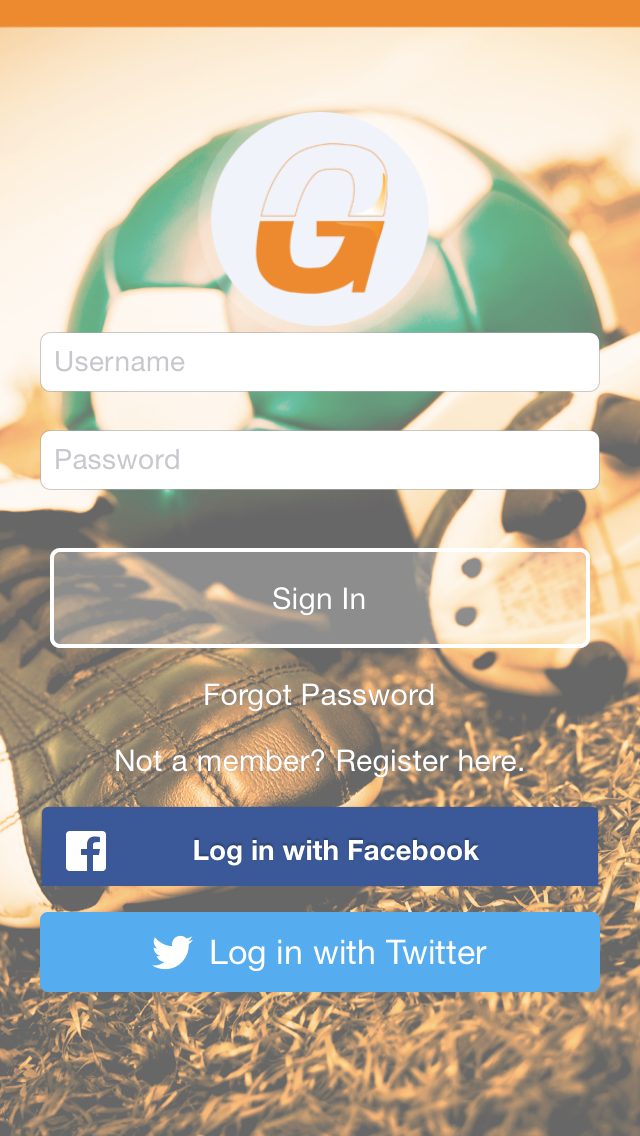 G
Username
Password
Sign In
Forgot Password
Not a member? Register here.
Log in with Facebook
Log in with Twitter